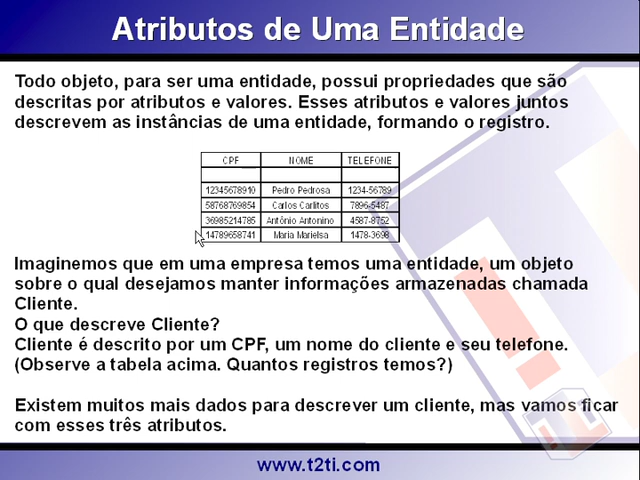 Atributos de Uma Entidade
Todo objeto, para ser uma entidade, possui propriedades que são
descritas por atributos e valores. Esses atributos e valores juntos
descrevem as instâncias de uma entidade, formando o registro.
CPF NOME TELEFONE
12345678910 Pedro Pedrosa 1234-56789
58768769854 Carlos Carlitos 7896-5487
36985214785 Antônio Antonino 4587-8752
14789658741 Maria Marielsa 1478-3698
Imaginemos que em uma empresa temos uma entidade, um objeto
sobre o qual desejamos manter informações armazenadas chamada
Cliente.
O que descreve Cliente?
Cliente é descrito por um CPF, um nome do cliente e seu telefone.
(Observe a tabela acima. Quantos registros temos?)
Existem muitos mais dados para descrever um cliente, mas vamos ficar
com esses três atributos.
www.t2ti.com